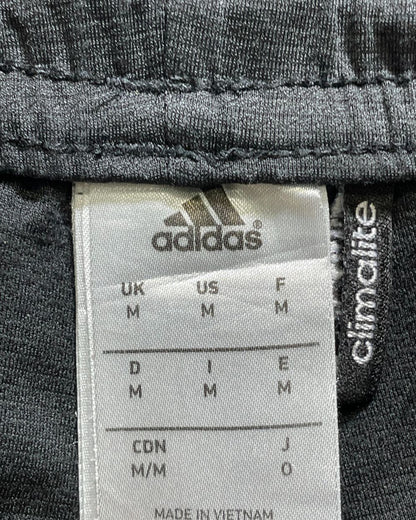 adidas®
UK US F
M M M
D I E
M M M
CDN J
M/M O
MADE IN VIETNAM
climalite